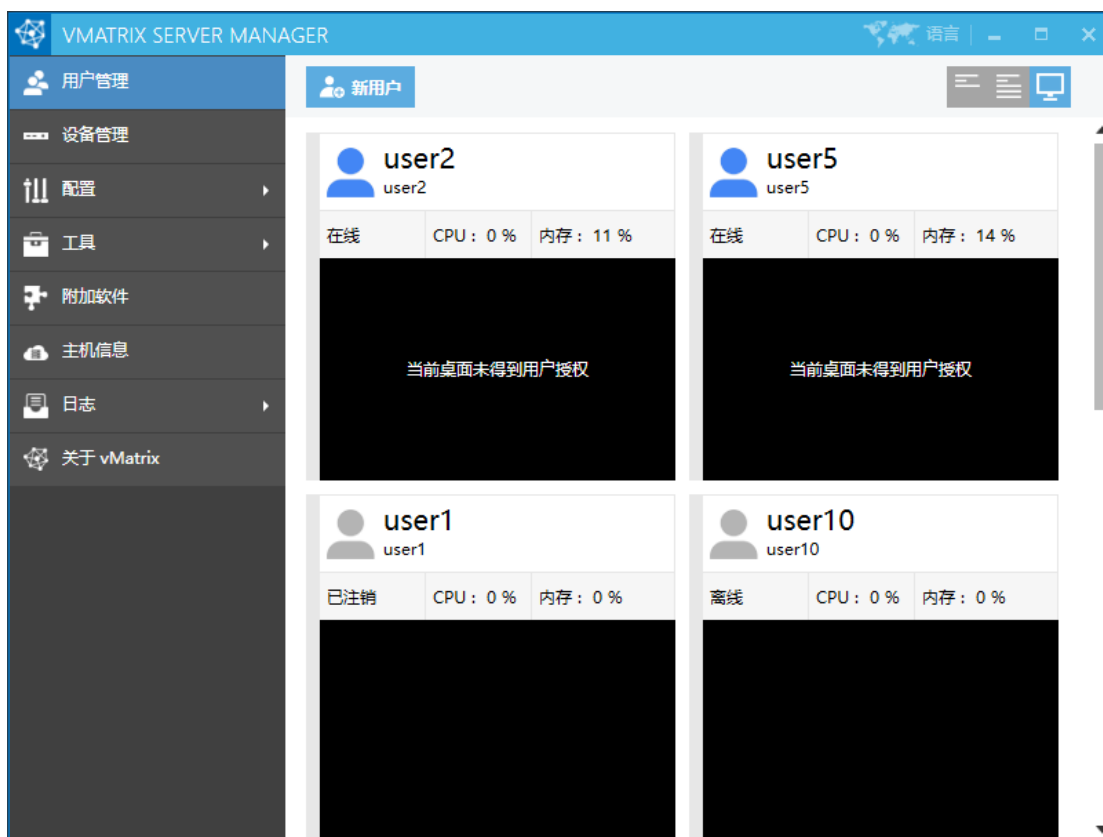 VMATRIX SERVER MANAGER
语言
用户管理
设备管理
配置
工具
附加软件
主机信息
日志
关于 vMatrix
新用户
user2
user2
在线 CPU： 0 % 内存： 11 %
当前桌面未得到用户授权
user5
user5
在线 CPU： 0 % 内存： 14 %
当前桌面未得到用户授权
user1
user1
已注销 CPU： 0 % 内存： 0 %
user10
user10
离线 CPU： 0 % 内存： 0 %